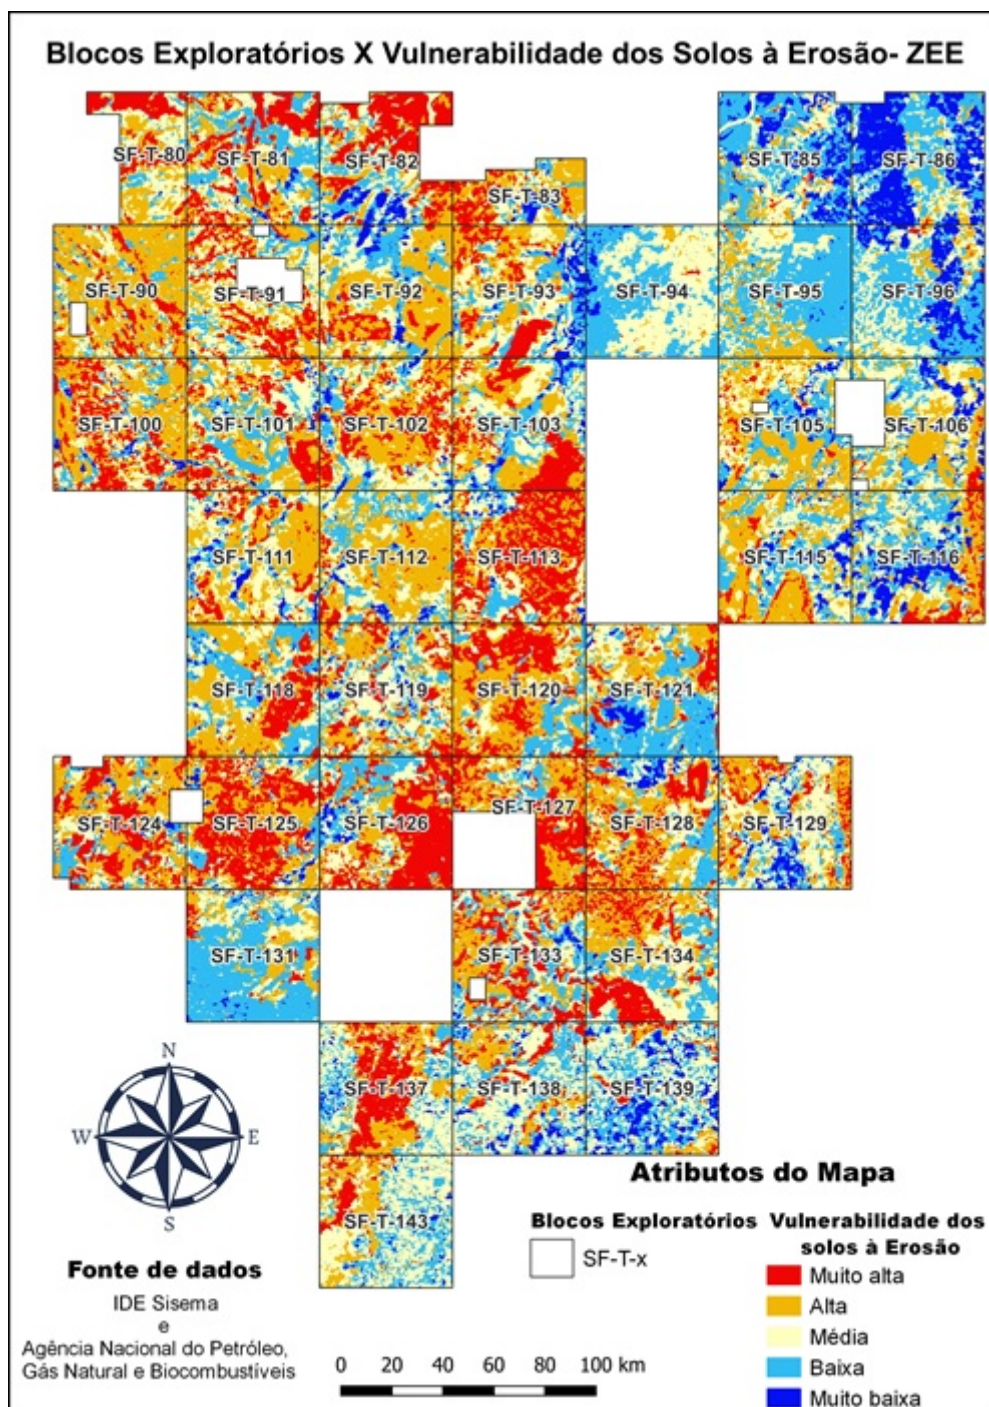 Blocos Exploratórios X Vulnerabilidade dos Solos à Erosão- ZEE
SF-T-80
SF-T-81
SF-T-82
SF-T-83
SF-T-85
SF-T-86
SF-T-90
SF-T-91
SF-T-92
SF-T-93
SF-T-94
SF-T-95
SF-T-96
SF-T-100
SF-T-101
SF-T-102
SF-T-103
SF-T-105
SF-T-106
SF-T-111
SF-T-112
SF-T-113
SF-T-115
SF-T-116
SF-T-118
SF-T-119
SF-T-120
SF-T-121
SF-T-124
SF-T-125
SF-T-126
SF-T-127
SF-T-128
SF-T-129
SF-T-131
SF-T-133
SF-T-134
SF-T-137
SF-T-138
SF-T-139
SF-T-143
N
W
E
S
Fonte de dados
IDE Sisema
e
Agência Nacional do Petróleo,
Gás Natural e Biocombustíveis
0 20 40 60 80 100 km
Atributos do Mapa
Blocos Exploratórios
SF-T-x
Vulnerabilidade dos
solos à Erosão
Muito alta
Alta
Média
Baixa
Muito baixa